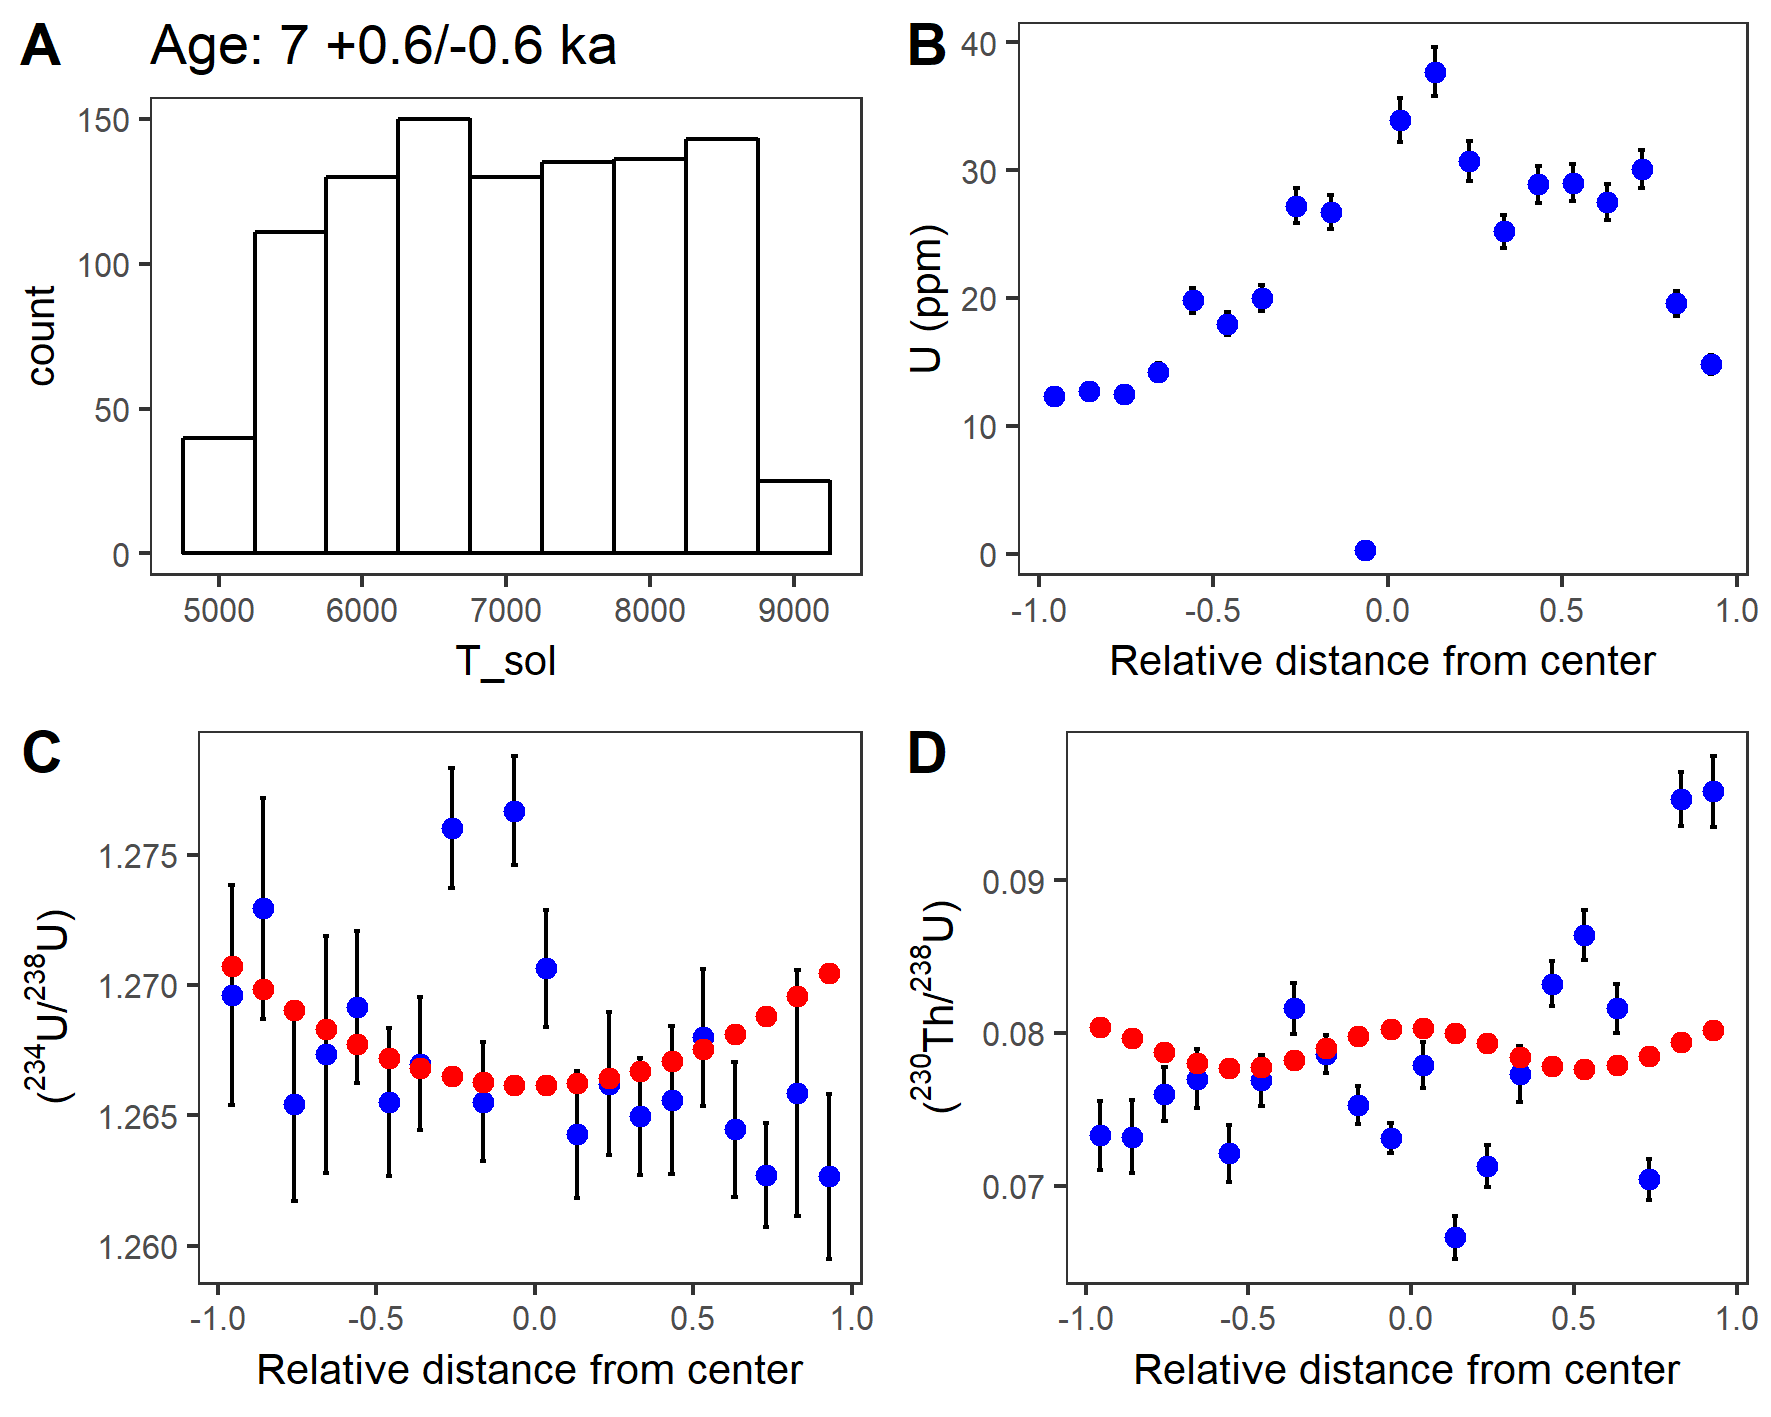 A Age: 7 +0.6/-0.6 ka
150
100
50
0
count
5000 6000 7000 8000 9000
T_sol
B
40
30
20
10
0
U (ppm)
-1.0 -0.5 0.0 0.5 1.0
Relative distance from center
C
1.275
1.270
1.265
1.260
(²³⁴U/²³⁸U)
-1.0 -0.5 0.0 0.5 1.0
Relative distance from center
D
0.09
0.08
0.07
(²³⁰Th/²³⁸U)
-1.0 -0.5 0.0 0.5 1.0
Relative distance from center